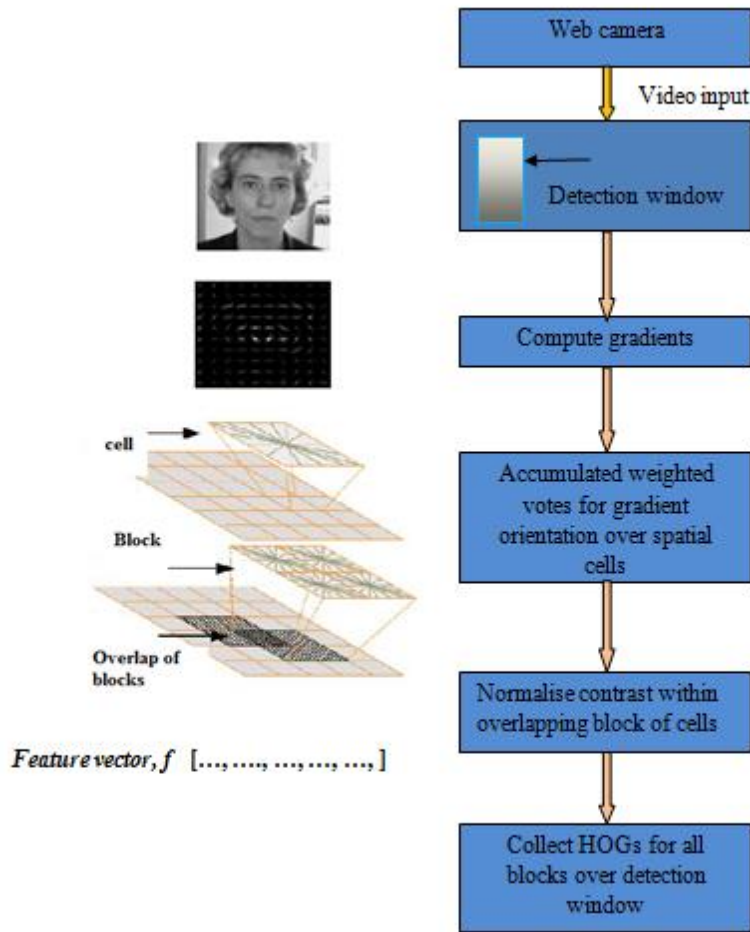 Web camera
Video input
Detection window
Compute gradients
cell
Accumulated weighted
votes for gradient
orientation over spatial
cells
Block
Overlap of
blocks
Normalise contrast within
overlapping block of cells
Feature vector, f [..., ...., ..., ..., ..., ]
Collect HOGs for all
blocks over detection
window